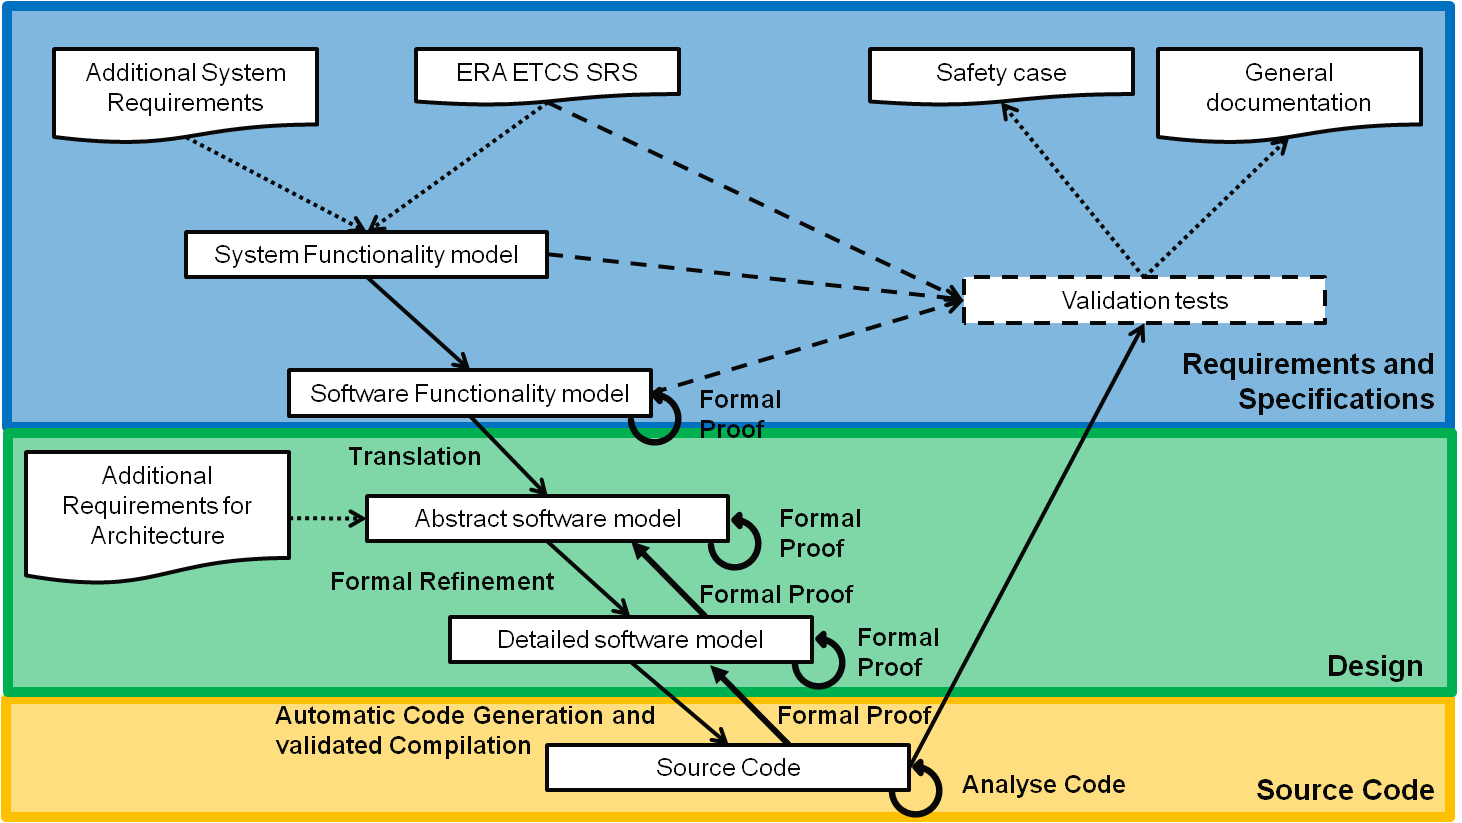 Additional System
Requirements
ERA ETCS SRS
Safety case
General
documentation
System Functionality model
Validation tests
Requirements and
Specifications
Software Functionality model
Formal
Proof
Translation
Additional
Requirements for
Architecture
Abstract software model
Formal
Proof
Formal Refinement
Formal Proof
Detailed software model
Formal
Proof
Design
Automatic Code Generation and
validated Compilation
Formal Proof
Source Code
Analyse Code
Source Code